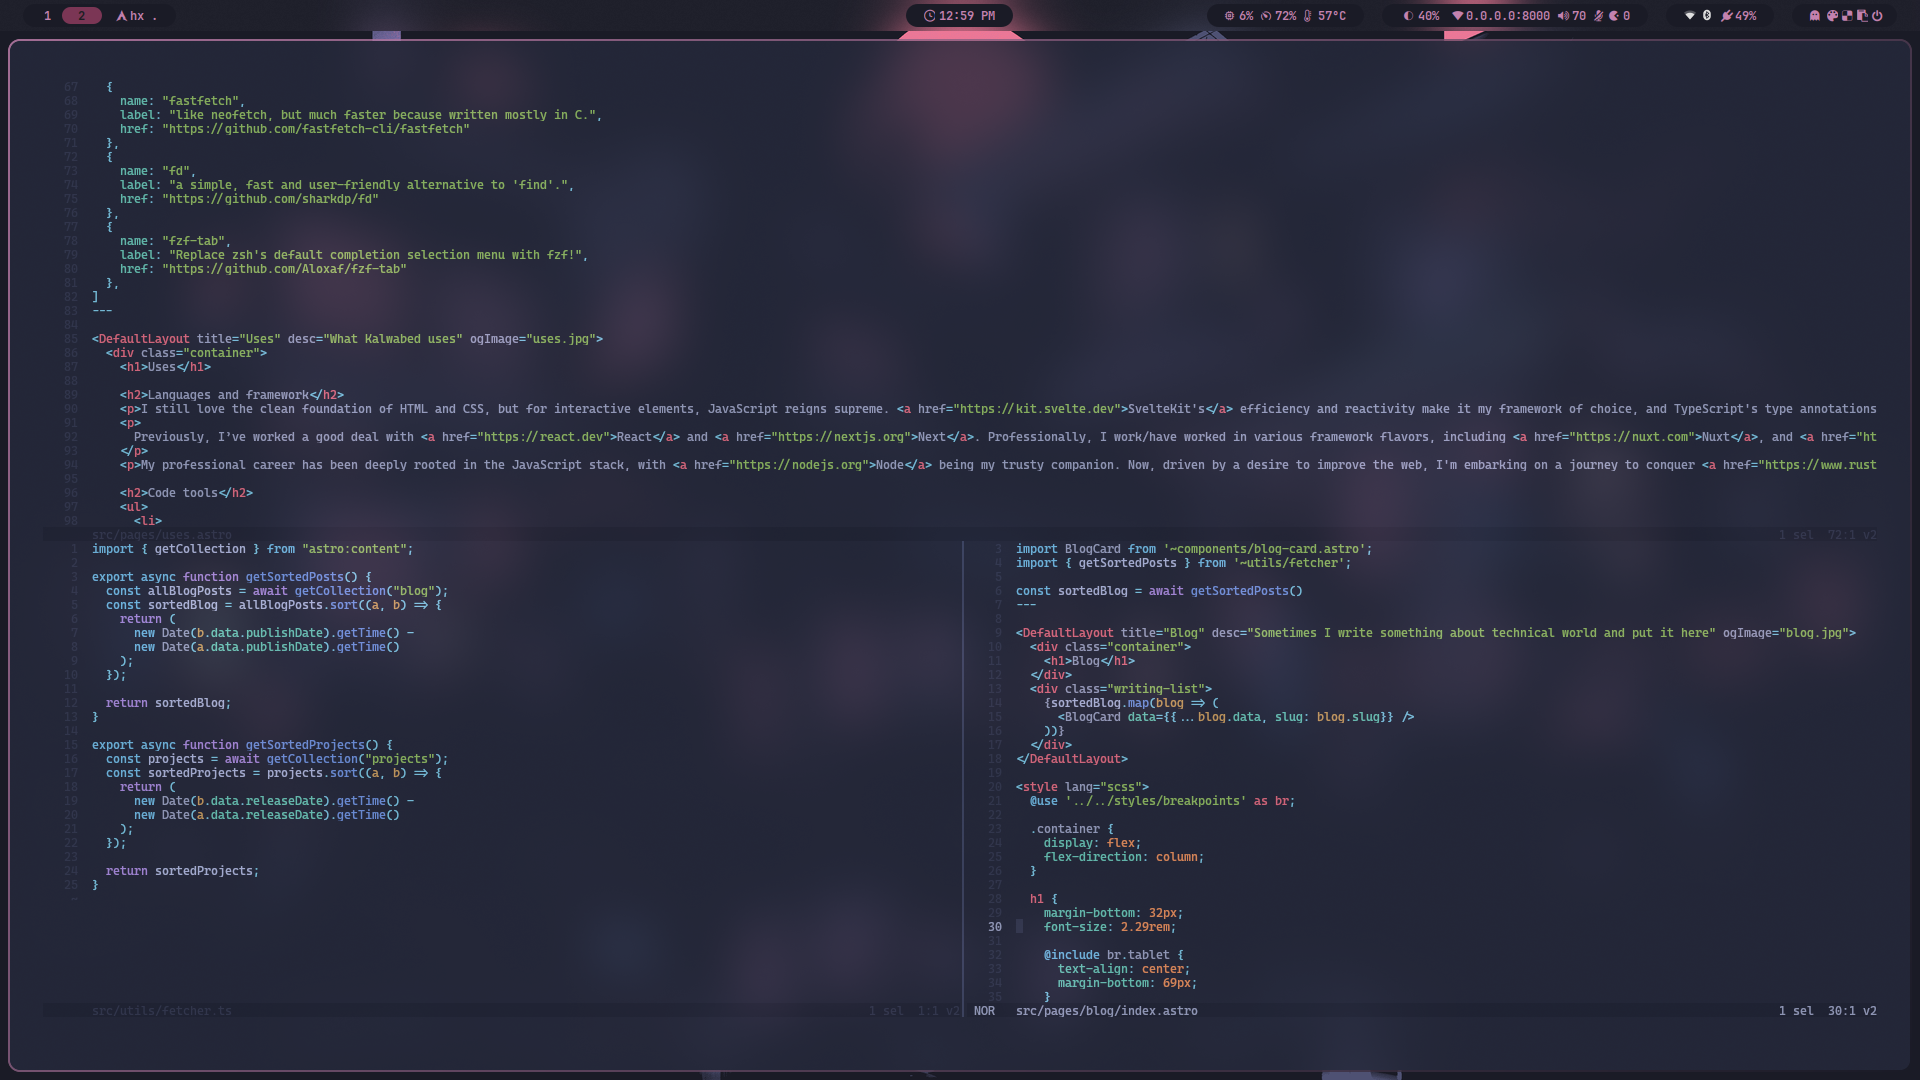 1 2 hx .
12:59 PM
6% 72% 57°C
40% 0.0.0.0:8000 70 0
49%
67 {
68 name: "fastfetch",
69 label: "like neofetch, but much faster because written mostly in C.",
70 href: "https://github.com/fastfetch-cli/fastfetch"
71 },
72 {
73 name: "fd",
74 label: "a simple, fast and user-friendly alternative to 'find'.",
75 href: "https://github.com/sharkdp/fd"
76 },
77 {
78 name: "fzf-tab",
79 label: "Replace zsh's default completion selection menu with fzf!",
80 href: "https://github.com/Aloxaf/fzf-tab"
81 },
82 ]
83 ---
84
85 <DefaultLayout title="Uses" desc="What Kalwabed uses" ogImage="uses.jpg">
86 <div class="container">
87 <h1>Uses</h1>
88
89 <h2>Languages and framework</h2>
90 <p>I still love the clean foundation of HTML and CSS, but for interactive elements, JavaScript reigns supreme. <a href="https://kit.svelte.dev">SvelteKit's</a> efficiency and reactivity make it my framework of choice, and TypeScript's type annotations
91 <p>
92 Previously, I've worked a good deal with <a href="https://react.dev">React</a> and <a href="https://nextjs.org">Next</a>. Professionally, I work/have worked in various framework flavors, including <a href="https://nuxt.com">Nuxt</a>, and <a href="ht
93 </p>
94 <p>My professional career has been deeply rooted in the JavaScript stack, with <a href="https://nodejs.org">Node</a> being my trusty companion. Now, driven by a desire to improve the web, I'm embarking on a journey to conquer <a href="https://www.rust
95
96 <h2>Code tools</h2>
97 <ul>
98 <li>
src/pages/uses.astro 1 sel 72:1 v2
1 import { getCollection } from "astro:content";
2
3 export async function getSortedPosts() {
4 const allBlogPosts = await getCollection("blog");
5 const sortedBlog = allBlogPosts.sort((a, b) => {
6 return (
7 new Date(b.data.publishDate).getTime() -
8 new Date(a.data.publishDate).getTime()
9 );
10 });
11
12 return sortedBlog;
13 }
14
15 export async function getSortedProjects() {
16 const projects = await getCollection("projects");
17 const sortedProjects = projects.sort((a, b) => {
18 return (
19 new Date(b.data.releaseDate).getTime() -
20 new Date(a.data.releaseDate).getTime()
21 );
22 });
23
24 return sortedProjects;
25 }
~
src/utils/fetcher.ts 1 sel 1:1 v2
3 import BlogCard from '~components/blog-card.astro';
4 import { getSortedPosts } from '~utils/fetcher';
5
6 const sortedBlog = await getSortedPosts()
7 ---
8
9 <DefaultLayout title="Blog" desc="Sometimes I write something about technical world and put it here" ogImage="blog.jpg">
10 <div class="container">
11 <h1>Blog</h1>
12 </div>
13 <div class="writing-list">
14 {sortedBlog.map(blog => (
15 <BlogCard data={{...blog.data, slug: blog.slug}} />
16 ))}
17 </div>
18 </DefaultLayout>
19
20 <style lang="scss">
21 @use '../../styles/breakpoints' as br;
22
23 .container {
24 display: flex;
25 flex-direction: column;
26 }
27
28 h1 {
29 margin-bottom: 32px;
30 font-size: 2.29rem;
31
32 @include br.tablet {
33 text-align: center;
34 margin-bottom: 69px;
35 }
NOR src/pages/blog/index.astro 1 sel 30:1 v2